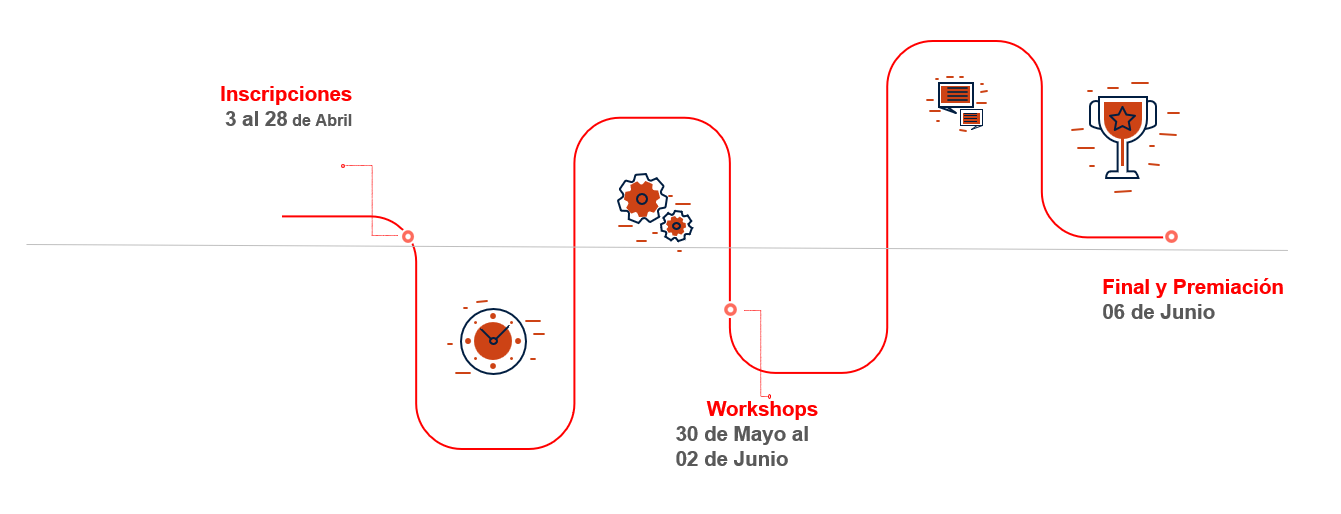 Inscripciones
3 al 28 de Abril
Workshops
30 de Mayo al
02 de Junio
Final y Premiación
06 de Junio